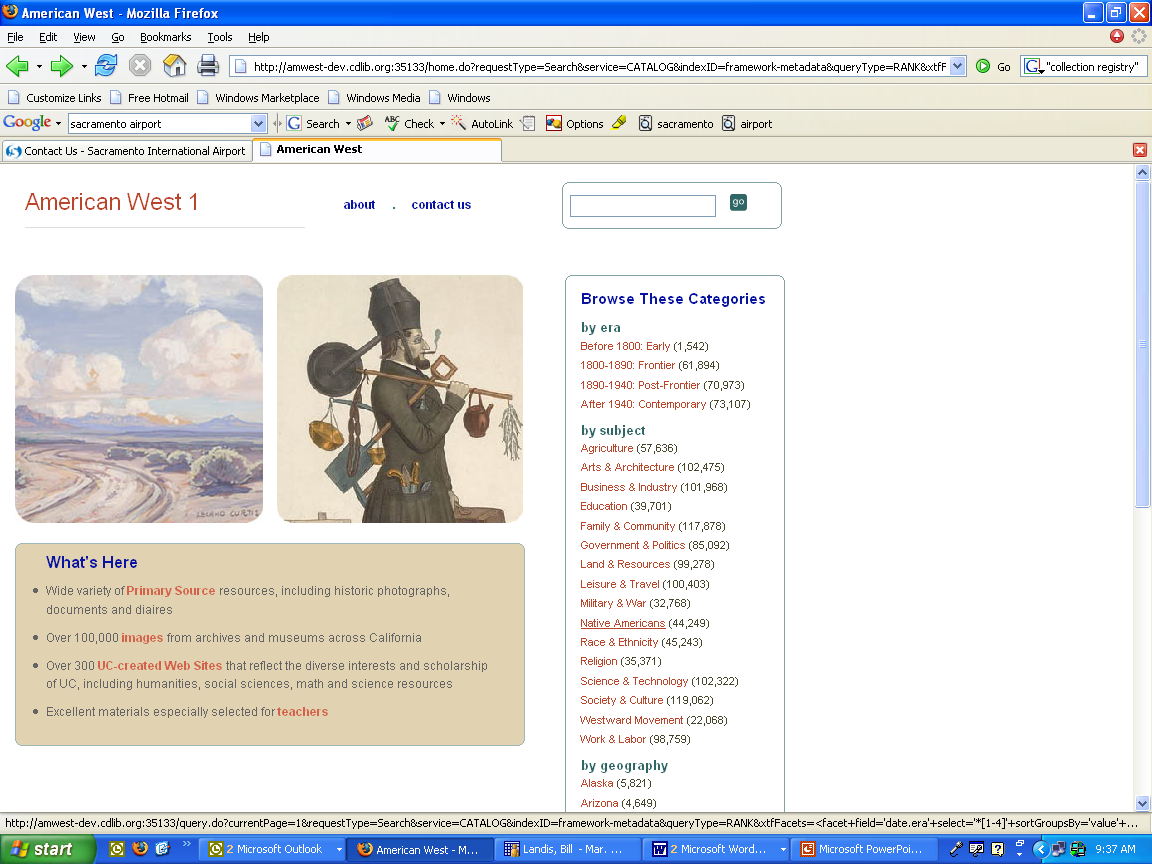 American West - Mozilla Firefox
File Edit View Go Bookmarks Tools Help
http://amwest-dev.cdlib.org:35133/home.do?requestType=Search&service=CATALOG&indexID=framework-metadata&queryType=RANK&xtfF
Go
"collection registry"
Customize Links Free Hotmail Windows Marketplace Windows Media Windows
Google sacramento airport G Search ABC Check AutoLink Options sacramento airport
Contact Us - Sacramento International Airport American West
American West 1
about . contact us
go
LELAND CURTIS
What's Here
Wide variety of Primary Source resources, including historic photographs,
documents and diaires
Over 100,000 images from archives and museums across California
Over 300 UC-created Web Sites that reflect the diverse interests and scholarship
of UC, including humanities, social sciences, math and science resources
Excellent materials especially selected for teachers
Browse These Categories
by era
Before 1800: Early (1,542)
1800-1890: Frontier (61,894)
1890-1940: Post-Frontier (70,973)
After 1940: Contemporary (73,107)
by subject
Agriculture (57,636)
Arts & Architecture (102,475)
Business & Industry (101,968)
Education (39,701)
Family & Community (117,878)
Government & Politics (85,092)
Land & Resources (99,278)
Leisure & Travel (100,403)
Military & War (32,768)
Native Americans (44,249)
Race & Ethnicity (45,243)
Religion (35,371)
Science & Technology (102,322)
Society & Culture (119,062)
Westward Movement (22,068)
Work & Labor (98,759)
by geography
Alaska (5,821)
Arizona (4,649)
http://amwest-dev.cdlib.org:35133/query.do?currentPage=1&requestType=Search&service=CATALOG&indexID=framework-metadata&queryType=RANK&xtfFacets=<facet+field='date.era'+select='*[1-4]'+sortGroupsBy='value'+...
start 2 Microsoft Outlook American West - M... Landis, Bill - Mar. ... 2 Microsoft Word... Microsoft PowerPoi... 9:37 AM